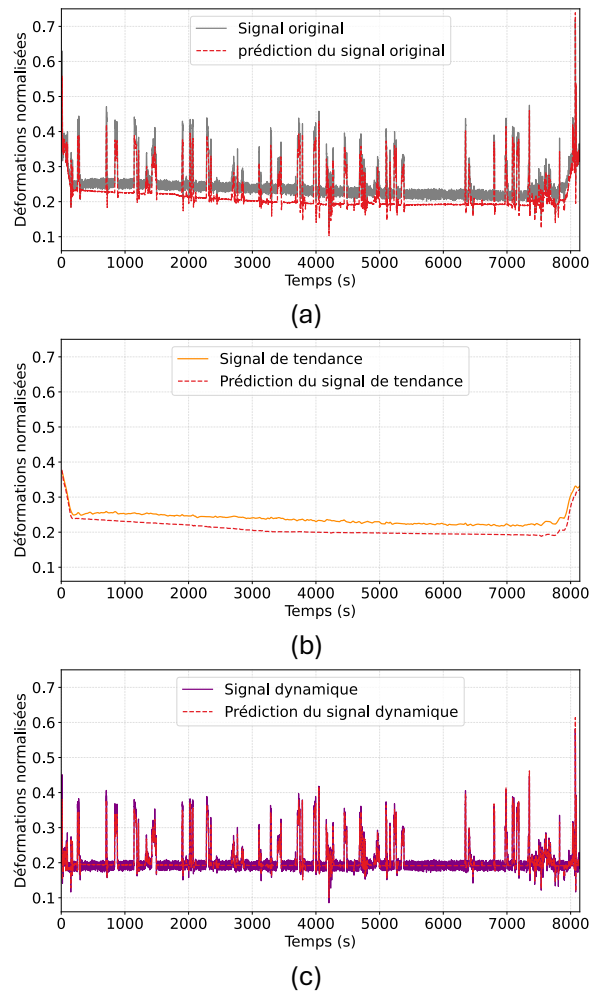 0.7
0.6
0.5
0.4
0.3
0.2
0.1
Déformations normalisées
Signal original
prédiction du signal original
0 1000 2000 3000 4000 5000 6000 7000 8000
Temps (s)
(a)
0.7
0.6
0.5
0.4
0.3
0.2
0.1
Déformations normalisées
Signal de tendance
Prédiction du signal de tendance
0 1000 2000 3000 4000 5000 6000 7000 8000
Temps (s)
(b)
0.7
0.6
0.5
0.4
0.3
0.2
0.1
Déformations normalisées
Signal dynamique
Prédiction du signal dynamique
0 1000 2000 3000 4000 5000 6000 7000 8000
Temps (s)
(c)